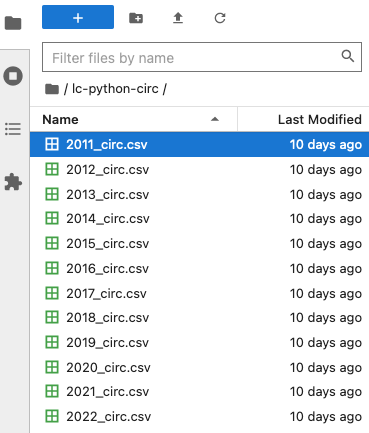 +
Filter files by name
/ lc-python-circ /
Name Last Modified
2011_circ.csv 10 days ago
2012_circ.csv 10 days ago
2013_circ.csv 10 days ago
2014_circ.csv 10 days ago
2015_circ.csv 10 days ago
2016_circ.csv 10 days ago
2017_circ.csv 10 days ago
2018_circ.csv 10 days ago
2019_circ.csv 10 days ago
2020_circ.csv 10 days ago
2021_circ.csv 10 days ago
2022_circ.csv 10 days ago